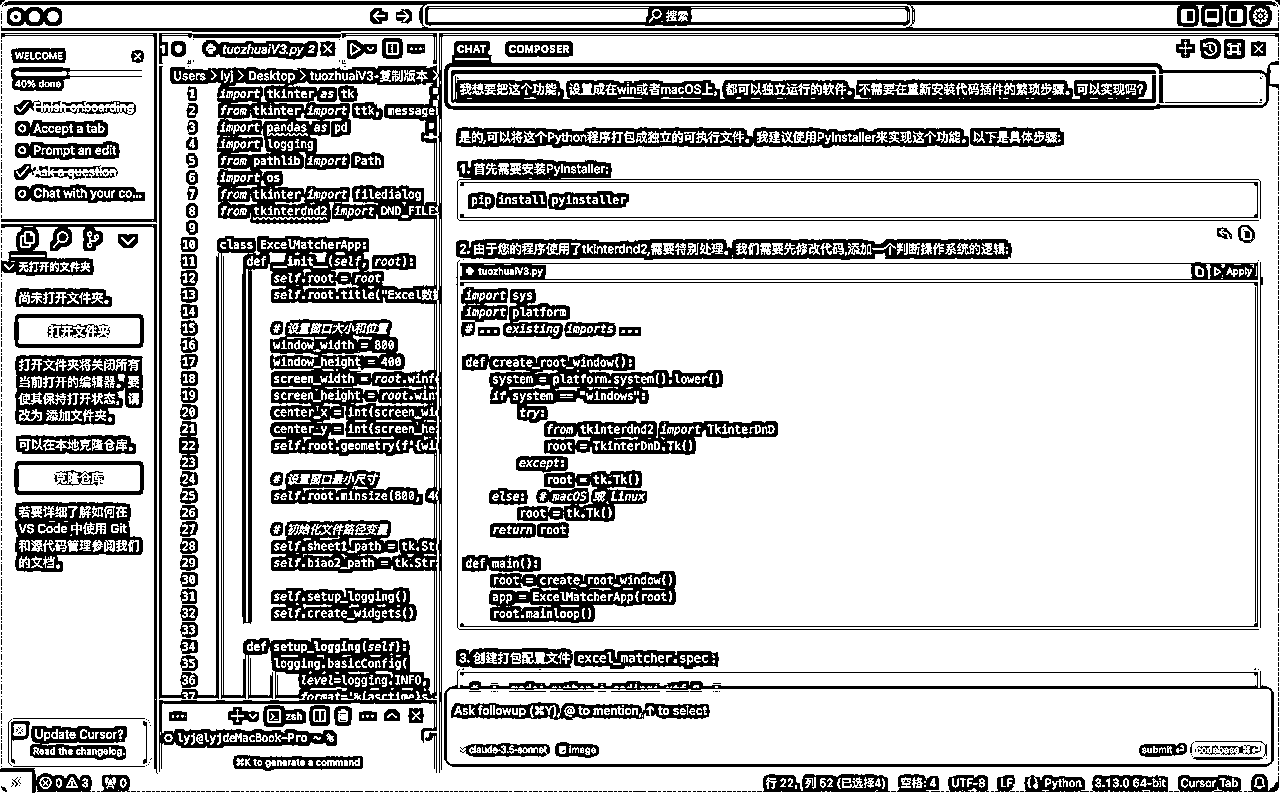 搜索
WELCOME
40% done
Finish onboarding
Accept a tab
Prompt an edit
Ask a question
Chat with your co...
无打开的文件夹
尚未打开文件夹。
打开文件夹
打开文件夹将关闭所有
当前打开的编辑器。要
使其保持打开状态，请
改为 添加文件夹。
可以在本地克隆仓库。
克隆仓库
若要详细了解如何在
VS Code 中使用 Git
和源代码管理参阅我们
的文档。
Update Cursor?
Read the changelog.
tuozhuaiV3.py 2
Users > lyj > Desktop > tuozhuaiV3-复制版本
1 import tkinter as tk
2 from tkinter import ttk, message
3 import pandas as pd
4 import logging
5 from pathlib import Path
6 import os
7 from tkinter import filedialog
8 from tkinterdnd2 import DND_FILES
9
10 class ExcelMatcherApp:
11 def __init__(self, root):
12 self.root = root
13 self.root.title("Excel数据
14
15 # 设置窗口大小和位置
16 window_width = 800
17 window_height = 400
18 screen_width = root.winfo
19 screen_height = root.winf
20 center_x = int(screen_wid
21 center_y = int(screen_hei
22 self.root.geometry(f'{wi
23
24 # 设置窗口最小尺寸
25 self.root.minsize(800, 40
26
27 # 初始化文件路径变量
28 self.sheet1_path = tk.Str
29 self.biao2_path = tk.Stri
30
31 self.setup_logging()
32 self.create_widgets()
33
34 def setup_logging(self):
35 logging.basicConfig(
36 level=logging.INFO,
37 format='%(asctime)s
zsh
lyj@lyjdeMacBook-Pro ~ %
⌘K to generate a command
CHAT COMPOSER
我想要把这个功能，设置成在win或者macOS上，都可以独立运行的软件。不需要在重新安装代码插件的繁琐步骤。可以实现吗？
是的,可以将这个Python程序打包成独立的可执行文件。我建议使用PyInstaller来实现这个功能。以下是具体步骤:
1. 首先需要安装PyInstaller:
pip install pyinstaller
2. 由于您的程序使用了tkinterdnd2,需要特别处理。我们需要先修改代码,添加一个判断操作系统的逻辑:
tuozhuaiV3.py Apply
import sys
import platform
# ... existing imports ...
def create_root_window():
system = platform.system().lower()
if system == "windows":
try:
from tkinterdnd2 import TkinterDnD
root = TkinterDnD.Tk()
except:
root = tk.Tk()
else: # macOS 或 Linux
root = tk.Tk()
return root
def main():
root = create_root_window()
app = ExcelMatcherApp(root)
root.mainloop()
3. 创建打包配置文件 excel_matcher.spec:
Ask followup (⌘Y), @ to mention, ↑ to select
claude-3.5-sonnet image submit codebase ⌘
0 3 0 行 22，列 52 (已选择4) 空格: 4 UTF-8 LF Python 3.13.0 64-bit Cursor Tab